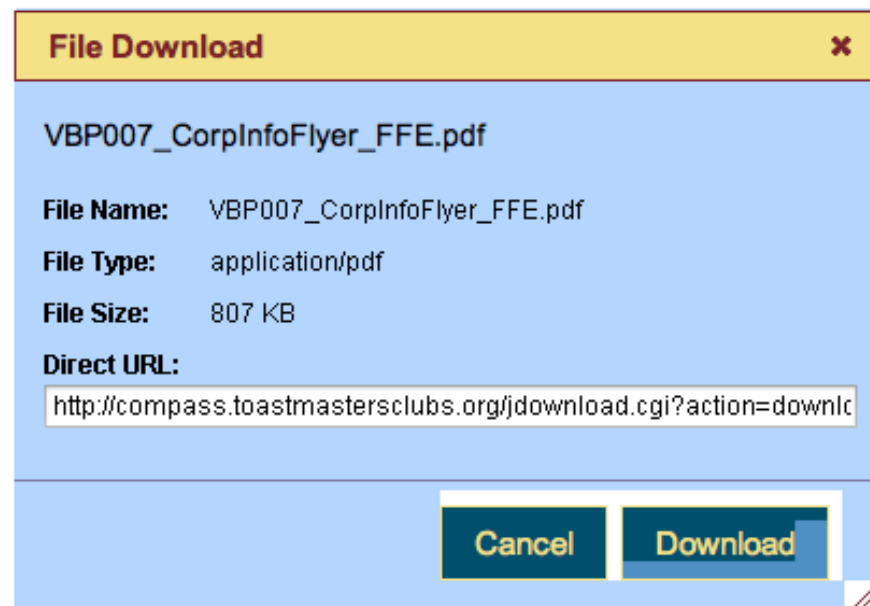 File Download
VBP007_CorpInfoFlyer_FFE.pdf
File Name: VBP007_CorpInfoFlyer_FFE.pdf
File Type: application/pdf
File Size: 807 KB
Direct URL:
http://compass.toastmastersclubs.org/jdownload.cgi?action=downlo
Cancel Download